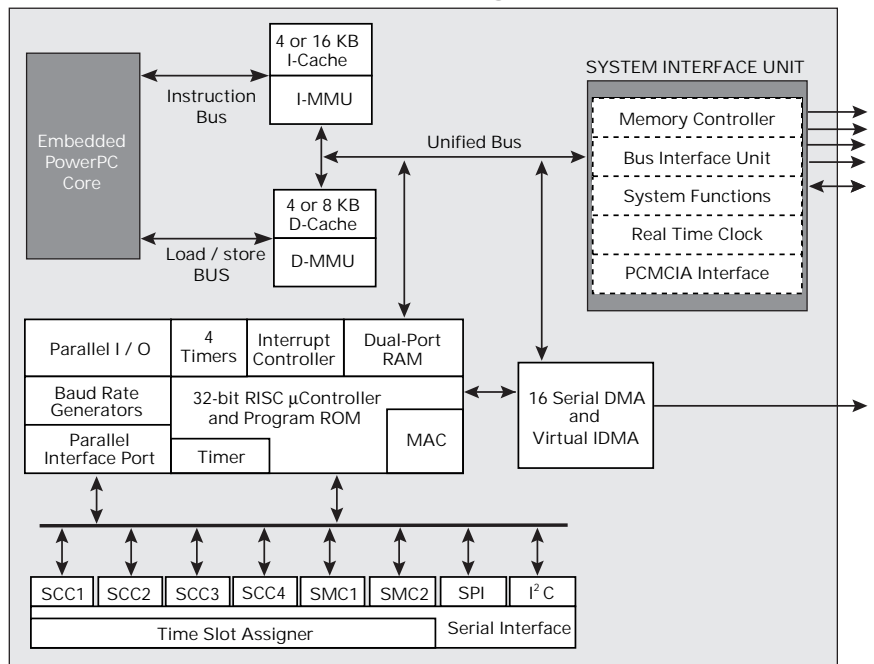 4 or 16 KB
I-Cache
I-MMU
Instruction
Bus
Embedded
PowerPC
Core
Unified Bus
4 or 8 KB
D-Cache
D-MMU
Load / store
BUS
SYSTEM INTERFACE UNIT
Memory Controller
Bus Interface Unit
System Functions
Real Time Clock
PCMCIA Interface
Parallel I / O
4
Timers
Interrupt
Controller
Dual-Port
RAM
Baud Rate
Generators
32-bit RISC µController
and Program ROM
Parallel
Interface Port
Timer
MAC
16 Serial DMA
and
Virtual IDMA
SCC1
SCC2
SCC3
SCC4
SMC1
SMC2
SPI
I² C
Time Slot Assigner
Serial Interface